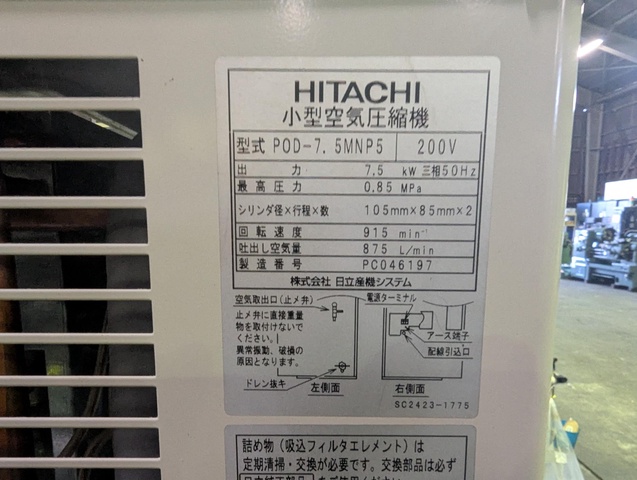 HITACHI
小型空気圧縮機
型式 POD-7.5MNP5 200V
出力 7.5 kW 三相50Hz
最高圧力 0.85 MPa
シリンダ径×行程×数 105mm×85mm×2
回転速度 915 min⁻¹
吐出し空気量 875 L/min
製造番号 PC046197
株式会社 日立産機システム
空気取出口(止メ弁)
止メ弁に直接重量
物を取付けないで
ください。
異常振動、破損の
原因となります。
ドレン抜キ
左側面
電源ターミナル
アース端子
配線引込口
右側面
SC2423-1775
詰め物(吸込フィルタエレメント)は
定期清掃・交換が必要です。交換部品は必ず